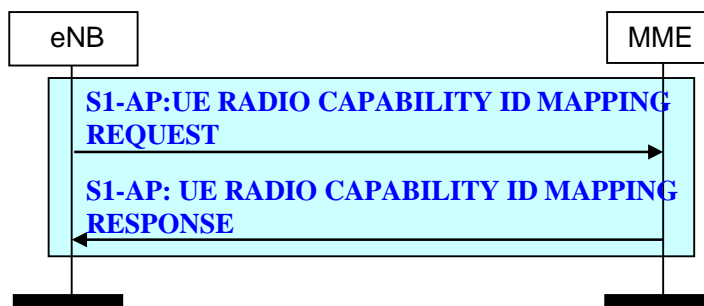 eNB
MME
S1-AP:UE RADIO CAPABILITY ID MAPPING
REQUEST
S1-AP: UE RADIO CAPABILITY ID MAPPING
RESPONSE